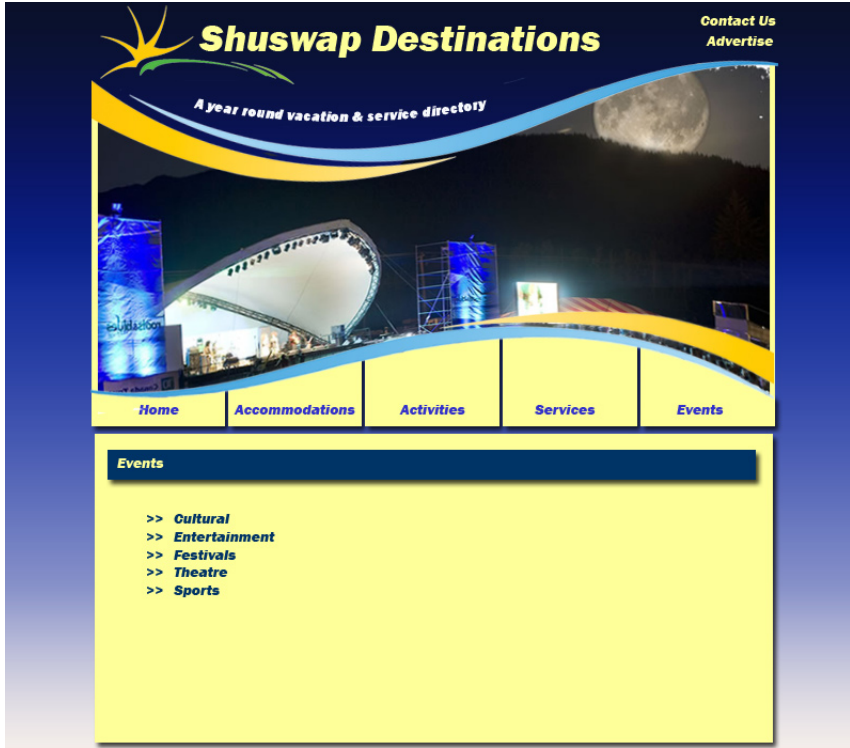 Shuswap Destinations
Contact Us
Advertise
A year round vacation & service directory
Home
Accommodations
Activities
Services
Events
Events
>> Cultural
>> Entertainment
>> Festivals
>> Theatre
>> Sports